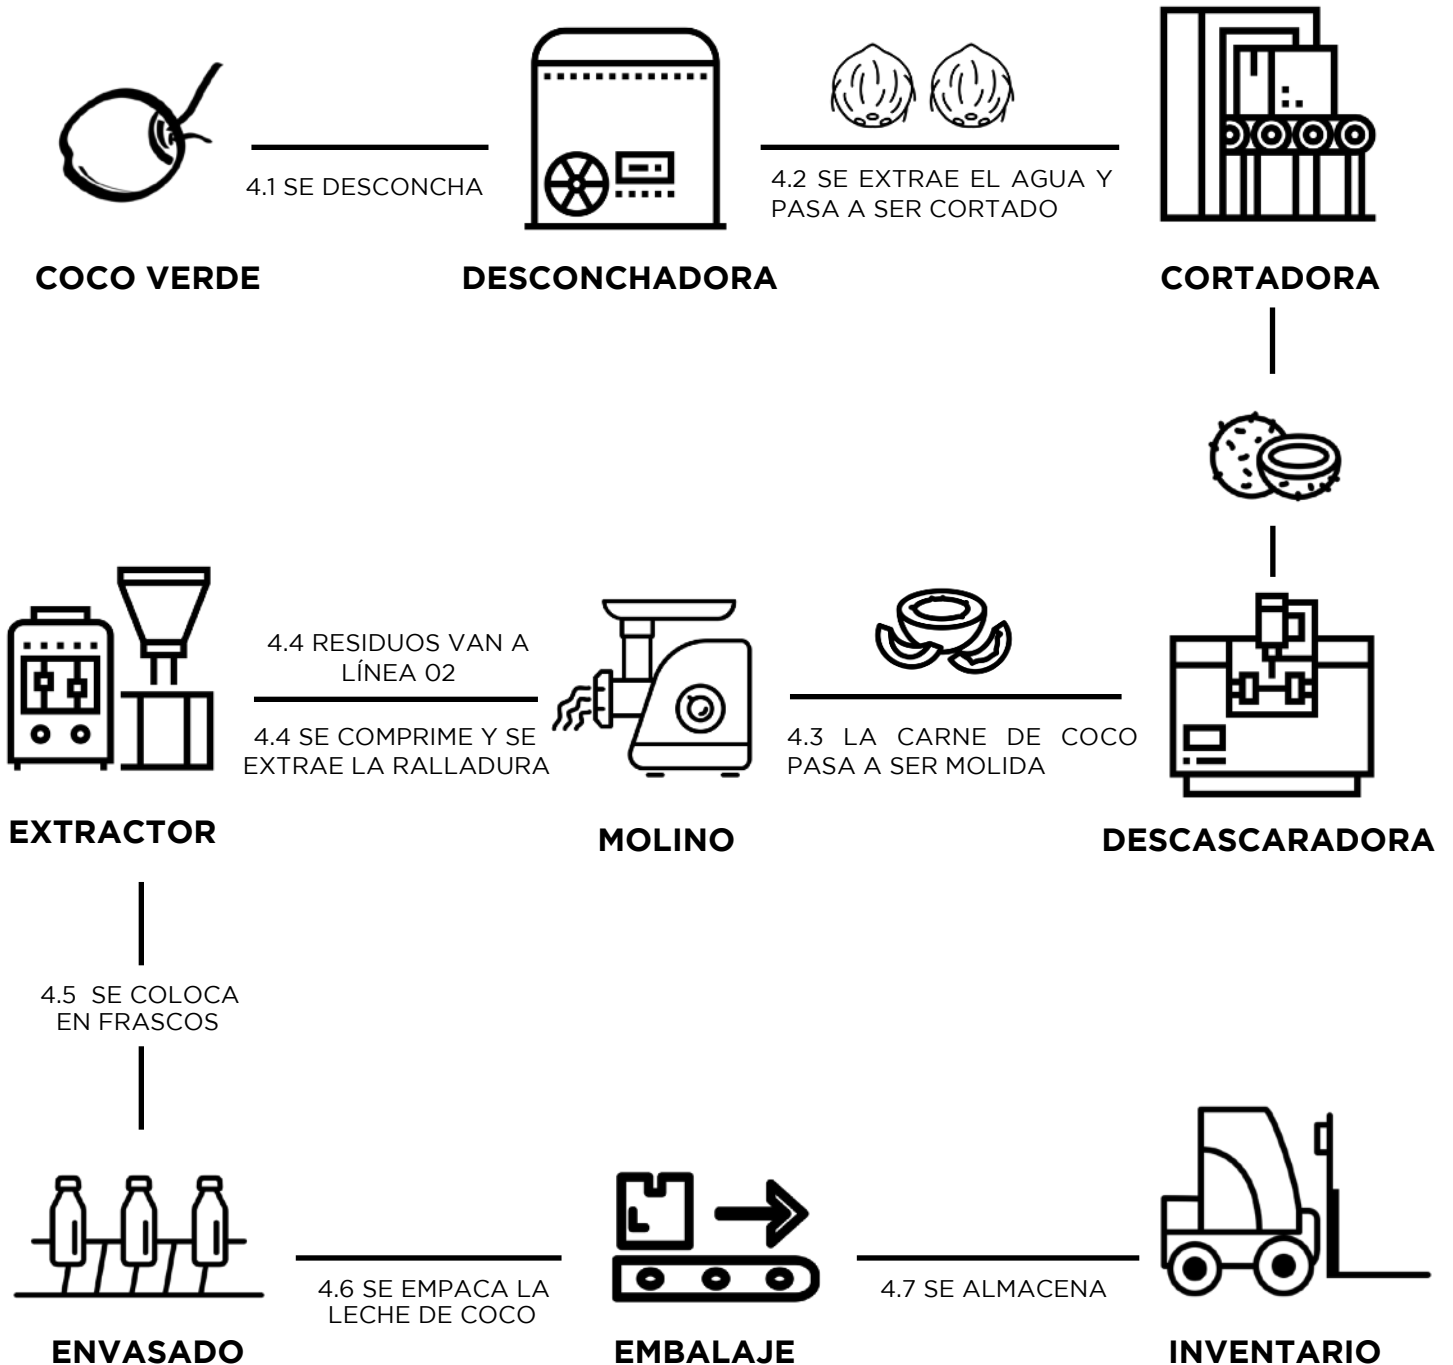 4.1 SE DESCONCHA
4.2 SE EXTRAE EL AGUA Y
PASA A SER CORTADO
COCO VERDE
DESCONCHADORA
CORTADORA
4.4 RESIDUOS VAN A
LÍNEA 02
4.4 SE COMPRIME Y SE
EXTRAE LA RALLADURA
4.3 LA CARNE DE COCO
PASA A SER MOLIDA
EXTRACTOR
MOLINO
DESCASCARADORA
4.5 SE COLOCA
EN FRASCOS
4.6 SE EMPACA LA
LECHE DE COCO
4.7 SE ALMACENA
ENVASADO
EMBALAJE
INVENTARIO